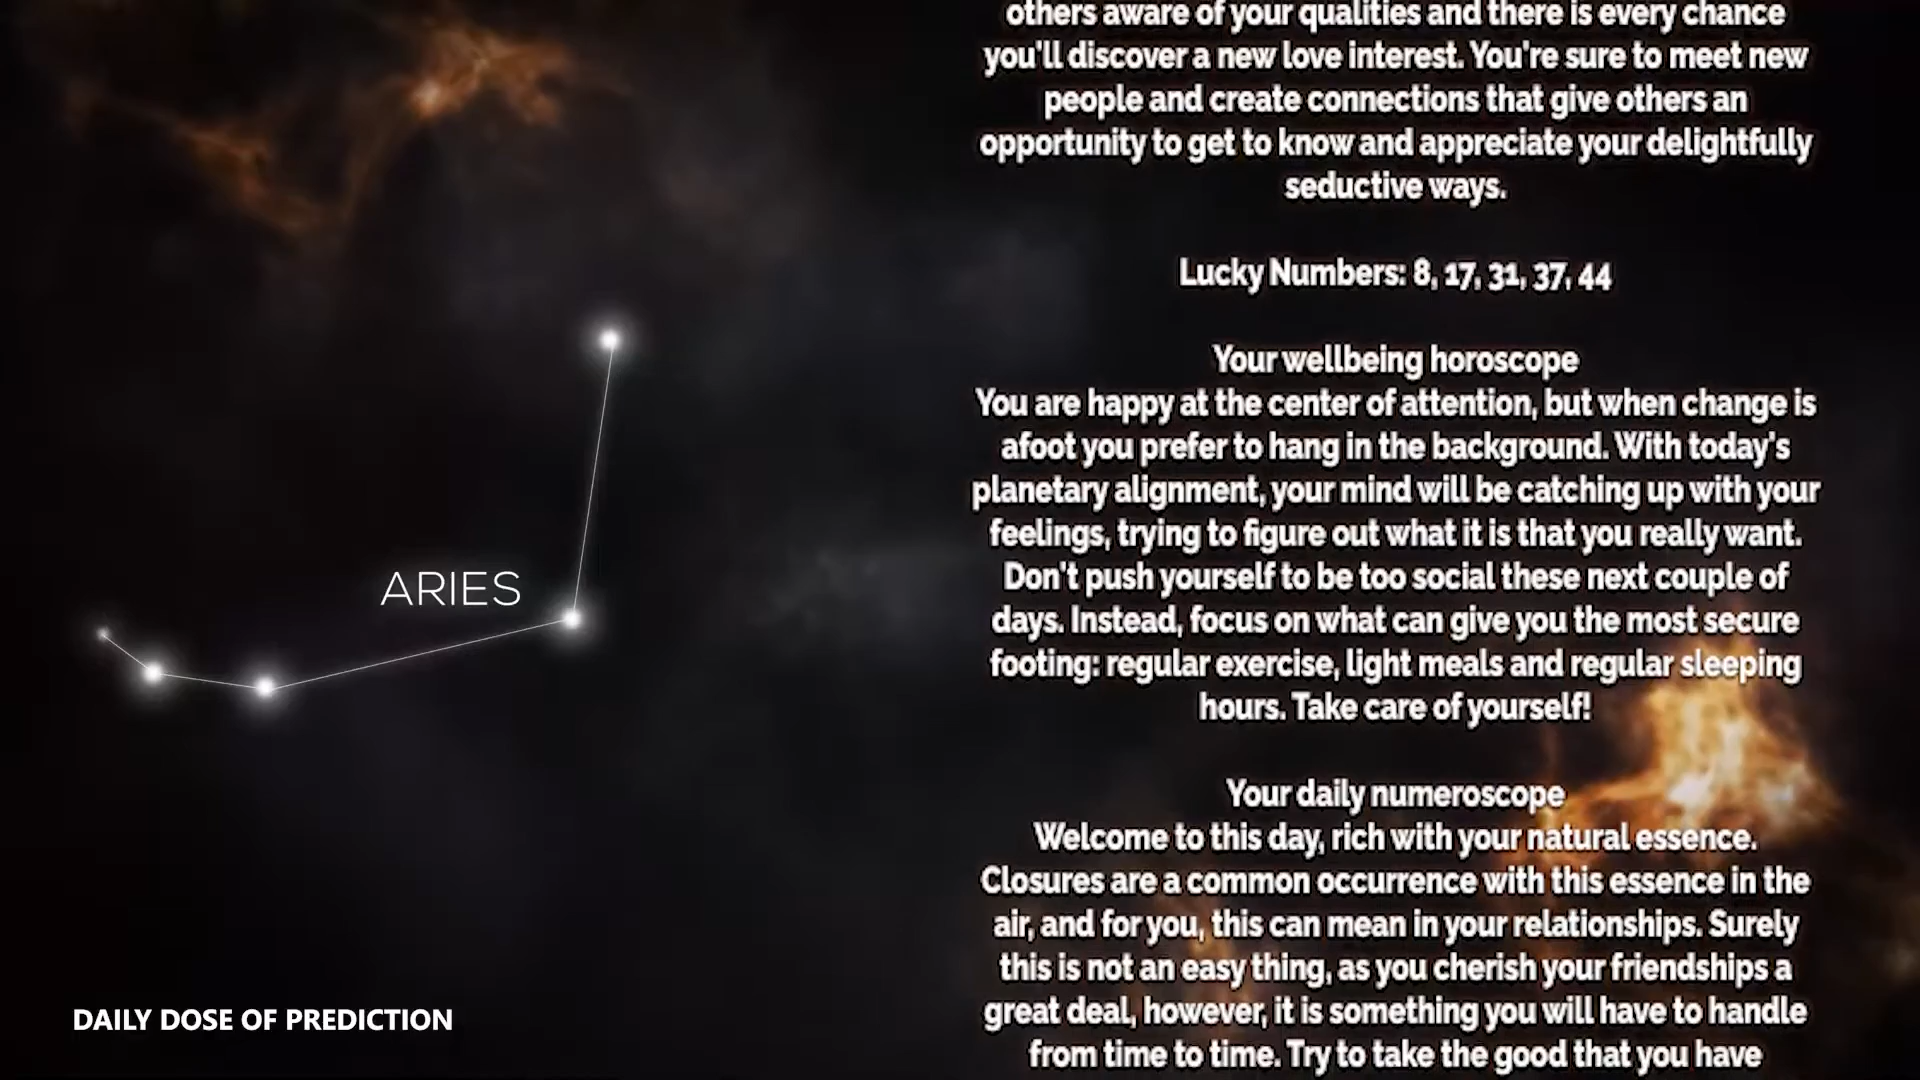 others aware of your qualities and there is every chance
you'll discover a new love interest. You're sure to meet new
people and create connections that give others an
opportunity to get to know and appreciate your delightfully
seductive ways.
Lucky Numbers: 8, 17, 31, 37, 44
Your wellbeing horoscope
You are happy at the center of attention, but when change is
afoot you prefer to hang in the background. With today's
planetary alignment, your mind will be catching up with your
feelings, trying to figure out what it is that you really want.
Don't push yourself to be too social these next couple of
days. Instead, focus on what can give you the most secure
footing: regular exercise, light meals and regular sleeping
hours. Take care of yourself!
Your daily numeroscope
Welcome to this day, rich with your natural essence.
Closures are a common occurrence with this essence in the
air, and for you, this can mean in your relationships. Surely
this is not an easy thing, as you cherish your friendships a
great deal, however, it is something you will have to handle
from time to time. Try to take the good that you have
ARIES
DAILY DOSE OF PREDICTION